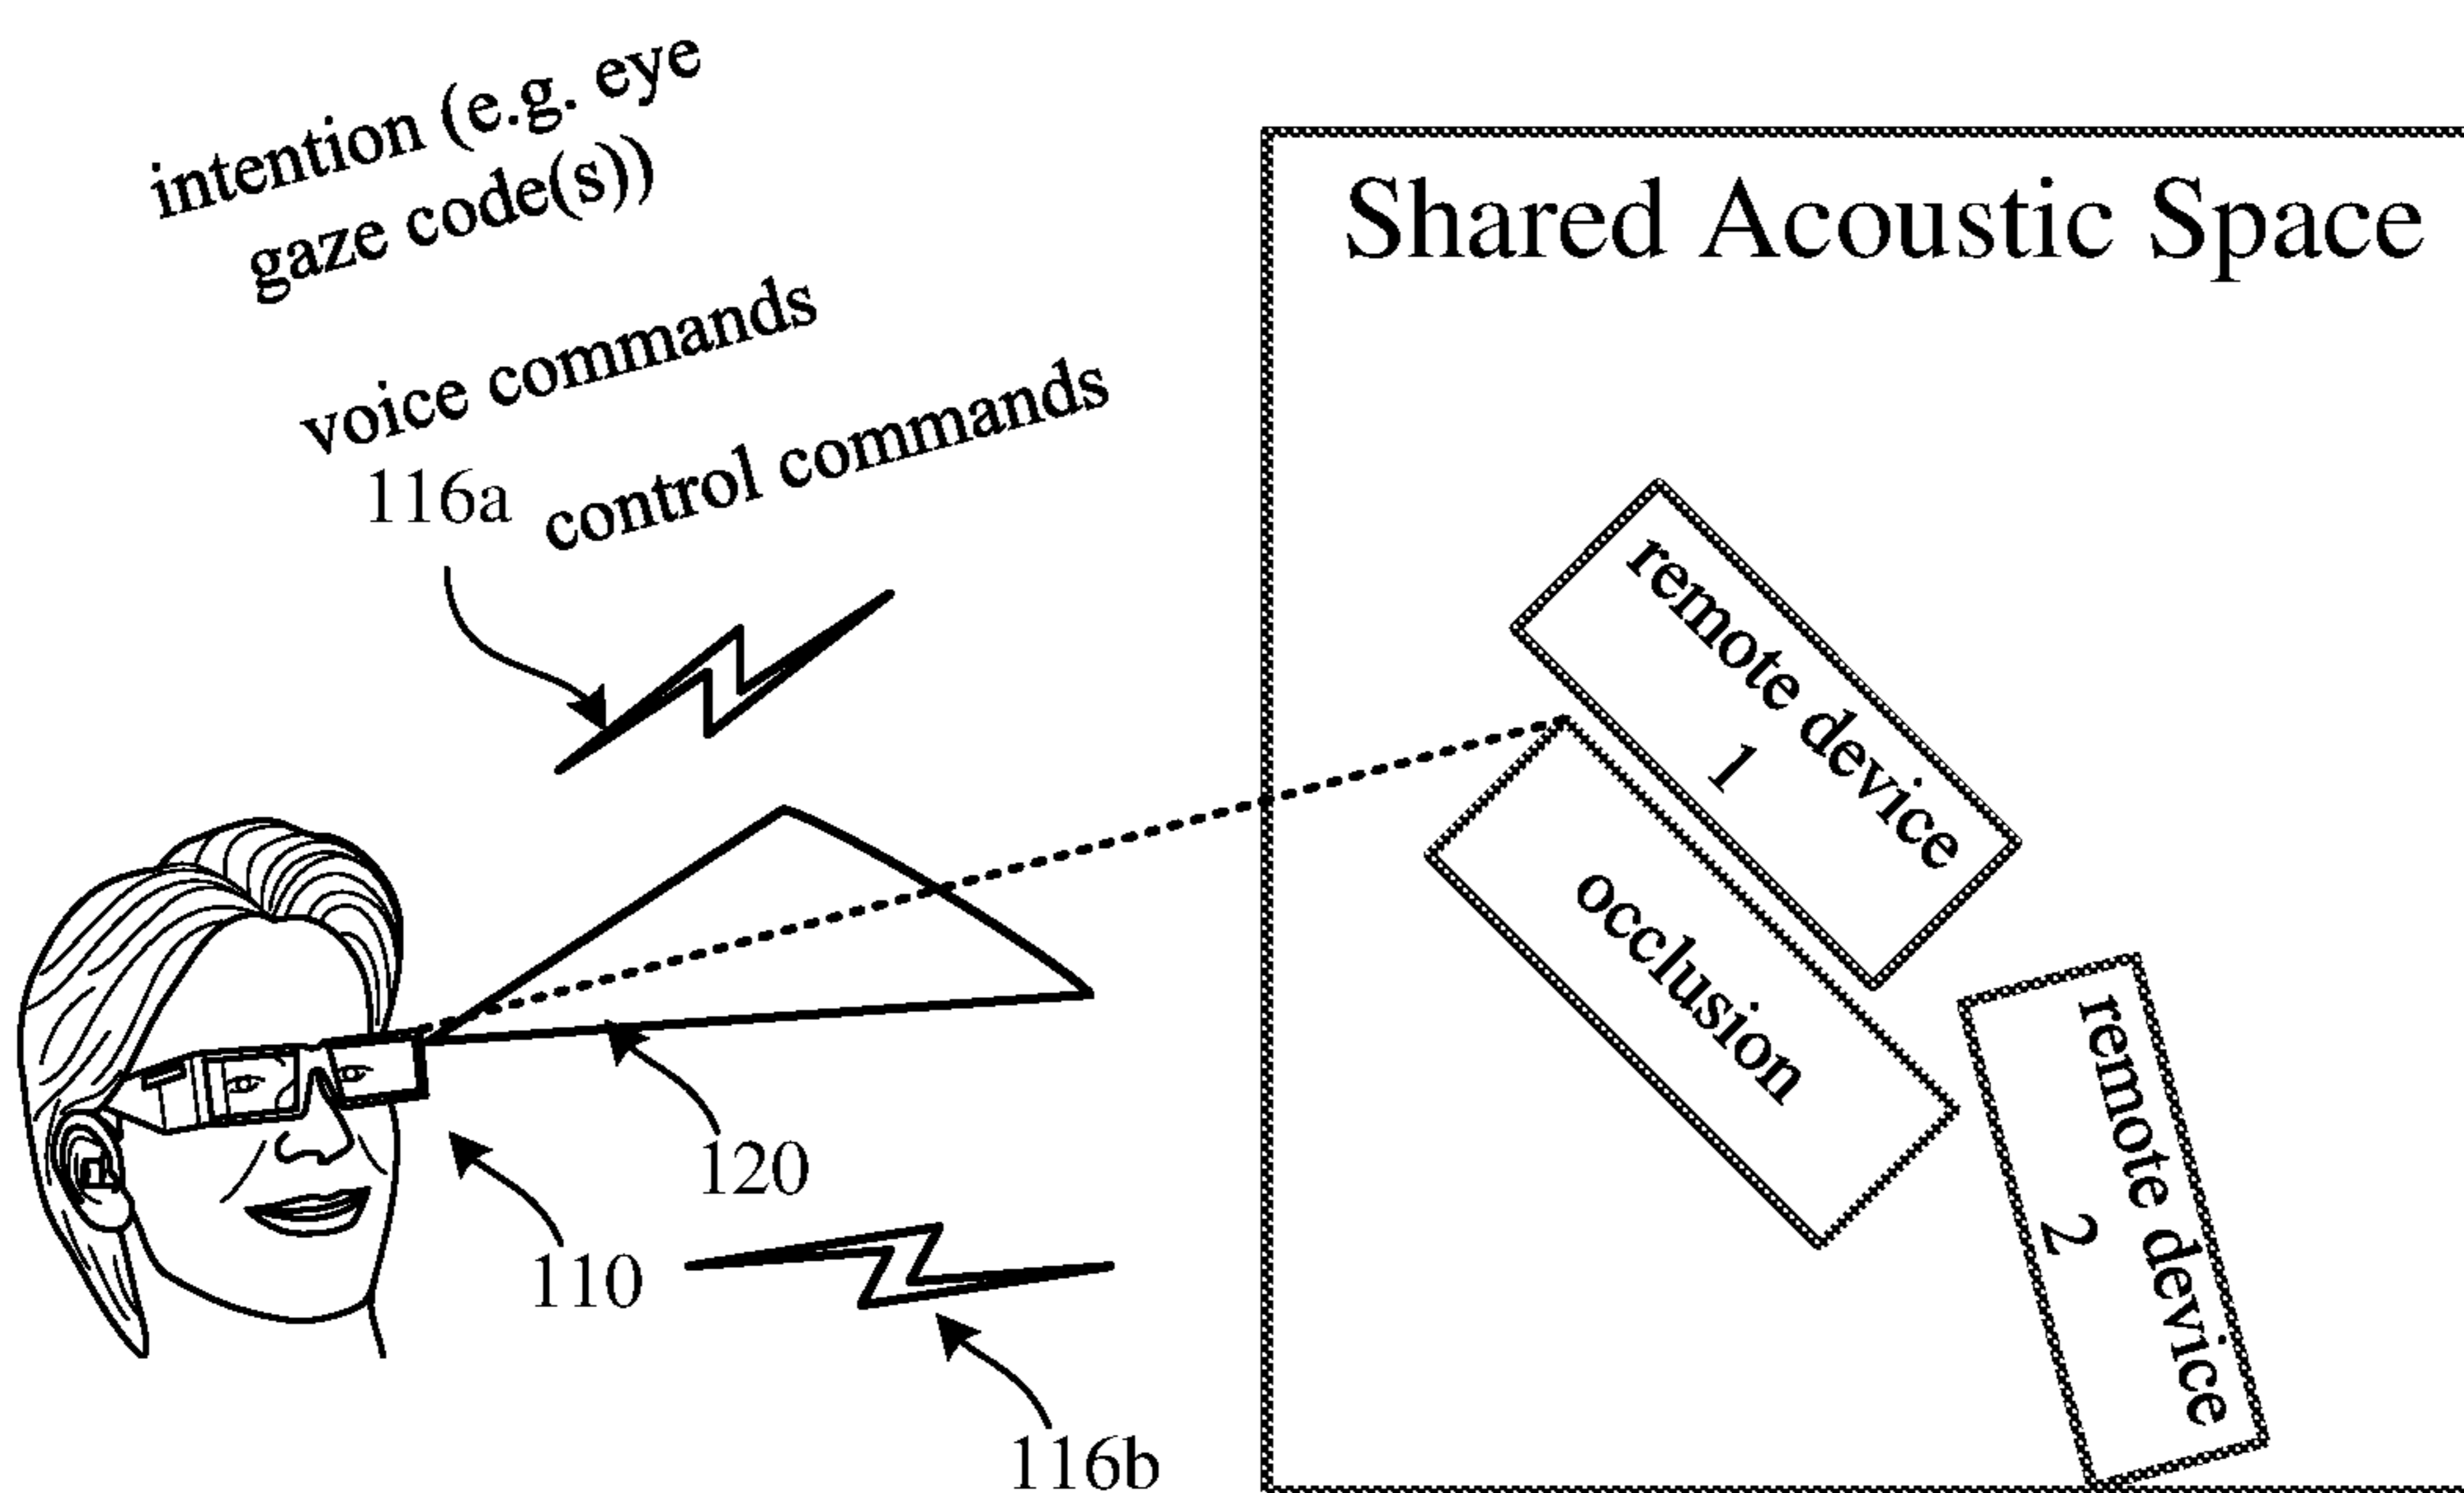 intention (e.g. eye
gaze code(s))
voice commands
116a
control commands
Shared Acoustic Space
remote device
1
occlusion
remote device
2
120
110
116b